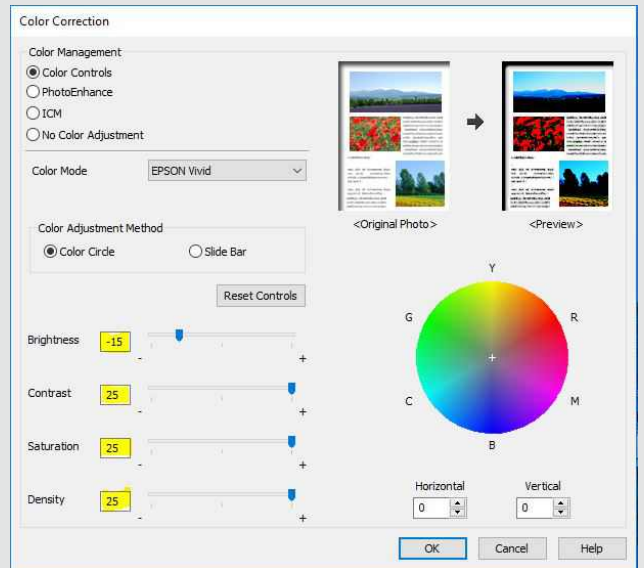 Color Correction
Color Management
Color Controls
PhotoEnhance
ICM
No Color Adjustment
Color Mode
EPSON Vivid
<Original Photo>
<Preview>
Color Adjustment Method
Color Circle
Slide Bar
Reset Controls
Brightness
-15
-
+
Contrast
25
-
+
Saturation
25
-
+
Density
25
-
+
Y
G
R
C
M
B
Horizontal
Vertical
0
0
OK
Cancel
Help